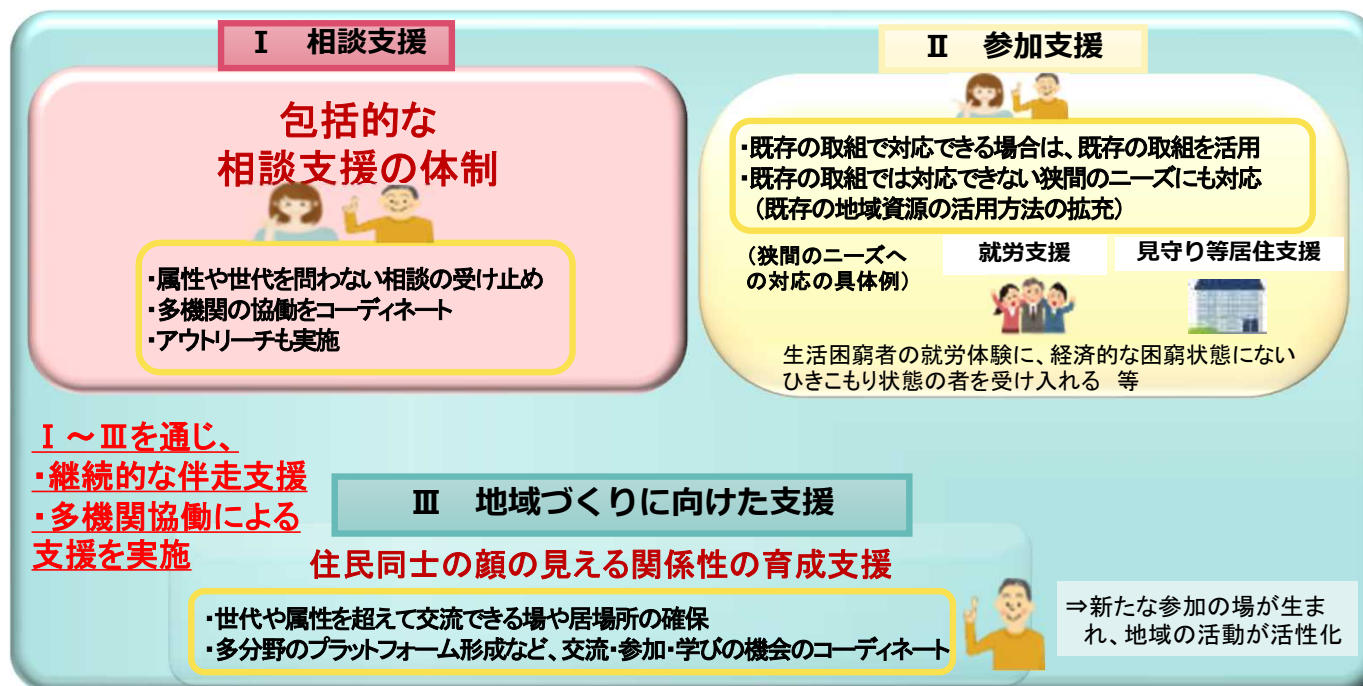 Ⅰ 相談支援
包括的な
相談支援の体制
・属性や世代を問わない相談の受け止め
・多機関の協働をコーディネート
・アウトリーチも実施
Ⅱ 参加支援
・既存の取組で対応できる場合は、既存の取組を活用
・既存の取組では対応できない狭間のニーズにも対応
（既存の地域資源の活用方法の拡充）
（狭間のニーズへ
の対応の具体例）
就労支援
見守り等居住支援
生活困窮者の就労体験に、経済的な困窮状態にない
ひきこもり状態の者を受け入れる 等
Ⅰ～Ⅲを通じ、
・継続的な伴走支援
・多機関協働による
支援を実施
Ⅲ 地域づくりに向けた支援
住民同士の顔の見える関係性の育成支援
・世代や属性を超えて交流できる場や居場所の確保
・多分野のプラットフォーム形成など、交流・参加・学びの機会のコーディネート
⇒新たな参加の場が生ま
れ、地域の活動が活性化